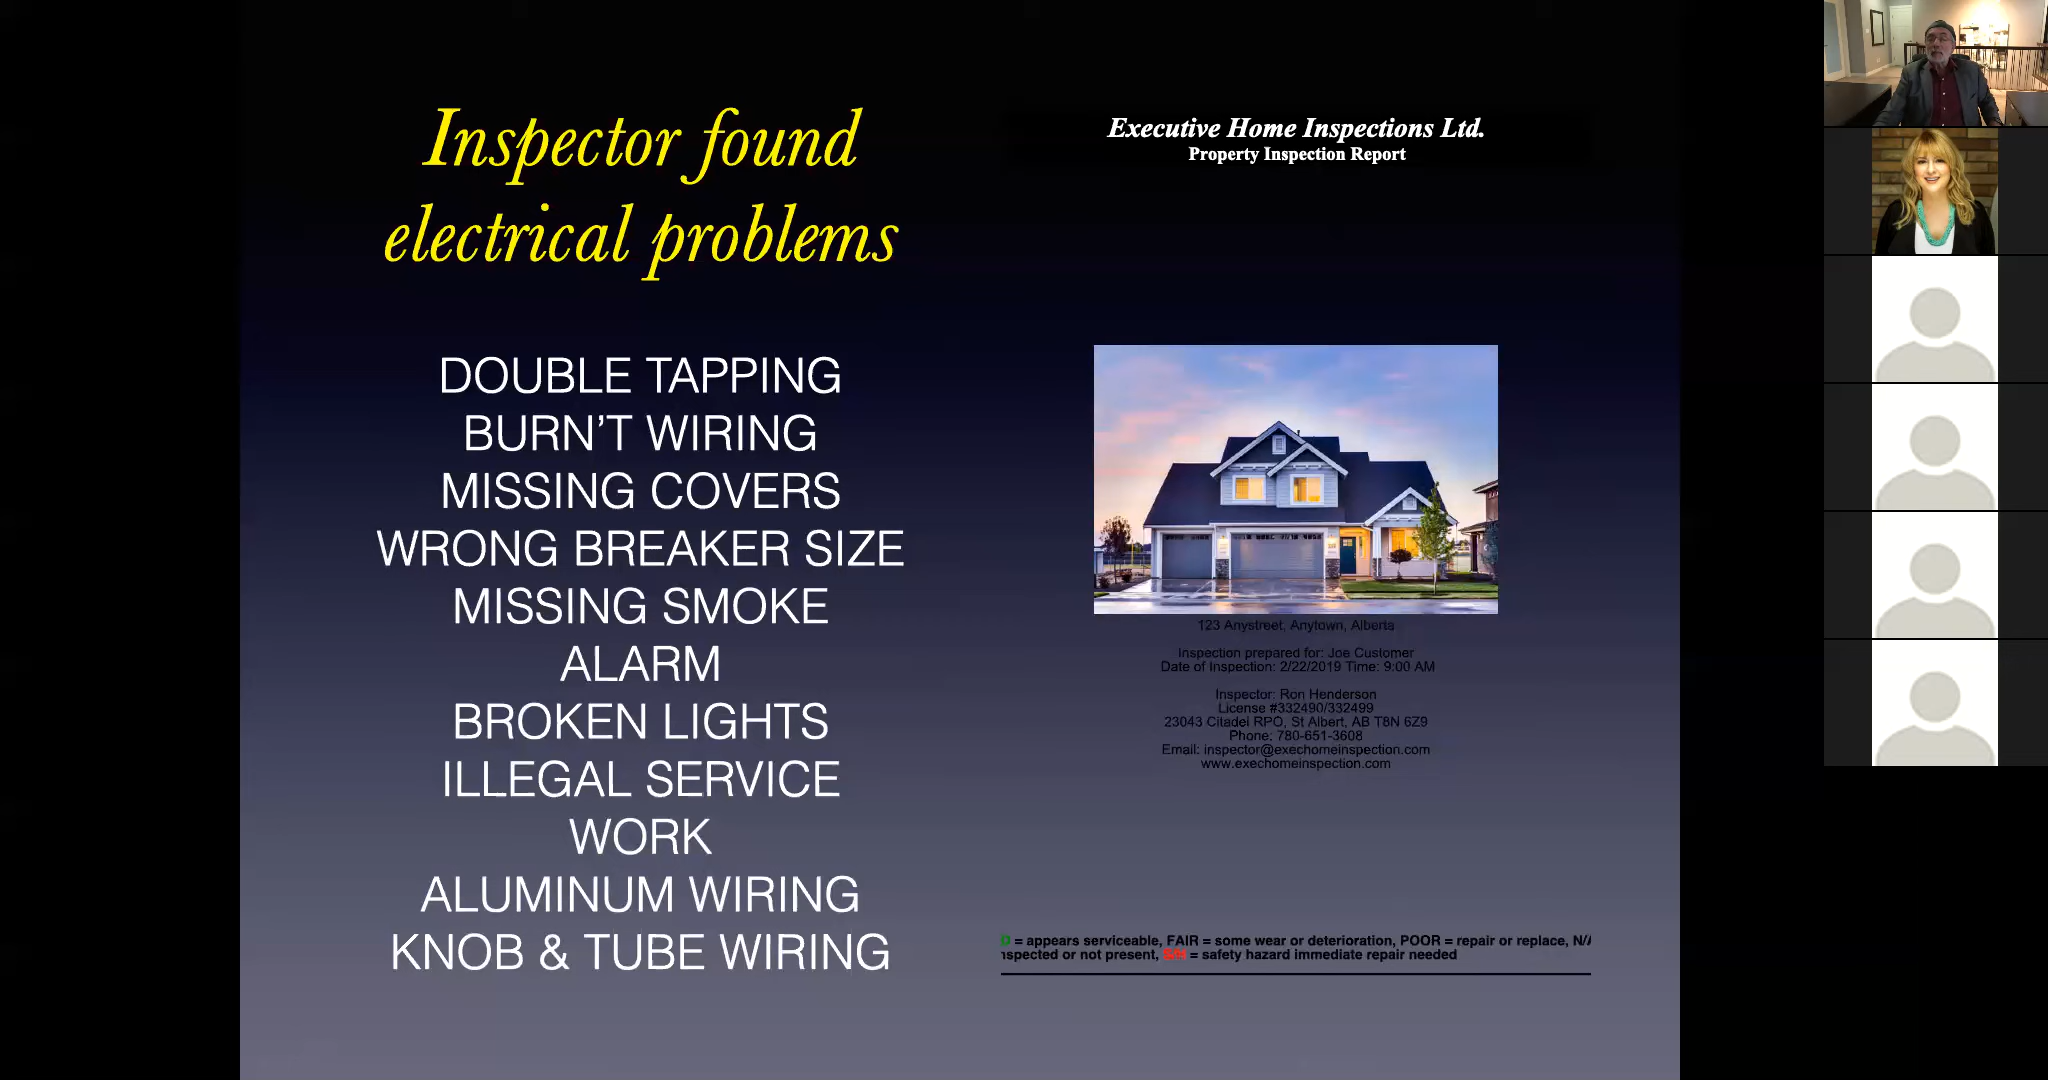 Inspector found
electrical problems
DOUBLE TAPPING
BURN'T WIRING
MISSING COVERS
WRONG BREAKER SIZE
MISSING SMOKE
ALARM
BROKEN LIGHTS
ILLEGAL SERVICE
WORK
ALUMINUM WIRING
KNOB & TUBE WIRING
Executive Home Inspections Ltd.
Property Inspection Report
123 Anystreet, Anytown, Alberta
Inspection prepared for: Joe Customer
Date of Inspection: 2/22/2019 Time: 9:00 AM
Inspector: Ron Henderson
License #332490/332499
23043 Citadel RPO, St Albert, AB T8N 6Z9
Phone: 780-651-3608
Email: inspector@exechomeinspection.com
www.exechomeinspection.com
= appears serviceable, FAIR = some wear or deterioration, POOR = repair or replace, N/A
nspected or not present, = safety hazard immediate repair needed